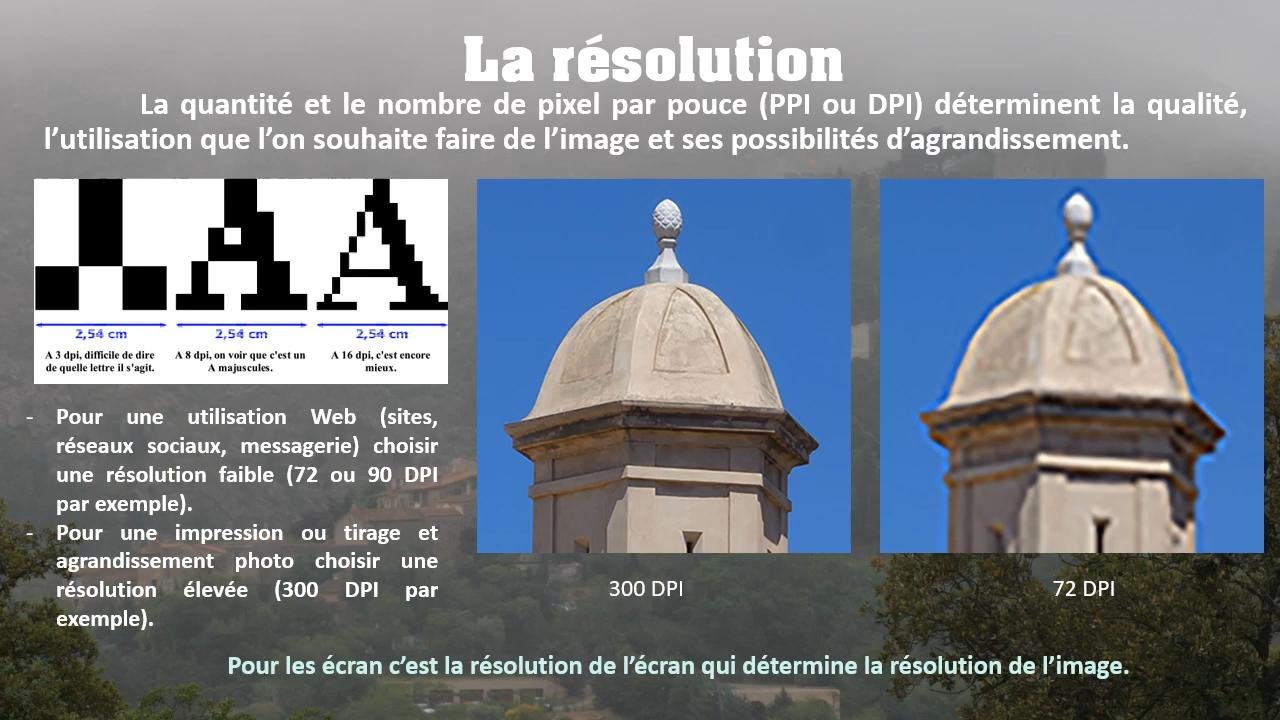 La résolution
La quantité et le nombre de pixel par pouce (PPI ou DPI) déterminent la qualité,
l’utilisation que l’on souhaite faire de l’image et ses possibilités d’agrandissement.
2,54 cm 2,54 cm 2,54 cm
A 3 dpi, difficile de dire
de quelle lettre il s'agit.
A 8 dpi, on voir que c'est un
A majuscules.
A 16 dpi, c'est encore
mieux.
- Pour une utilisation Web (sites,
réseaux sociaux, messagerie) choisir
une résolution faible (72 ou 90 DPI
par exemple).
- Pour une impression ou tirage et
agrandissement photo choisir une
résolution élevée (300 DPI par
exemple).
300 DPI
72 DPI
Pour les écran c’est la résolution de l’écran qui détermine la résolution de l’image.